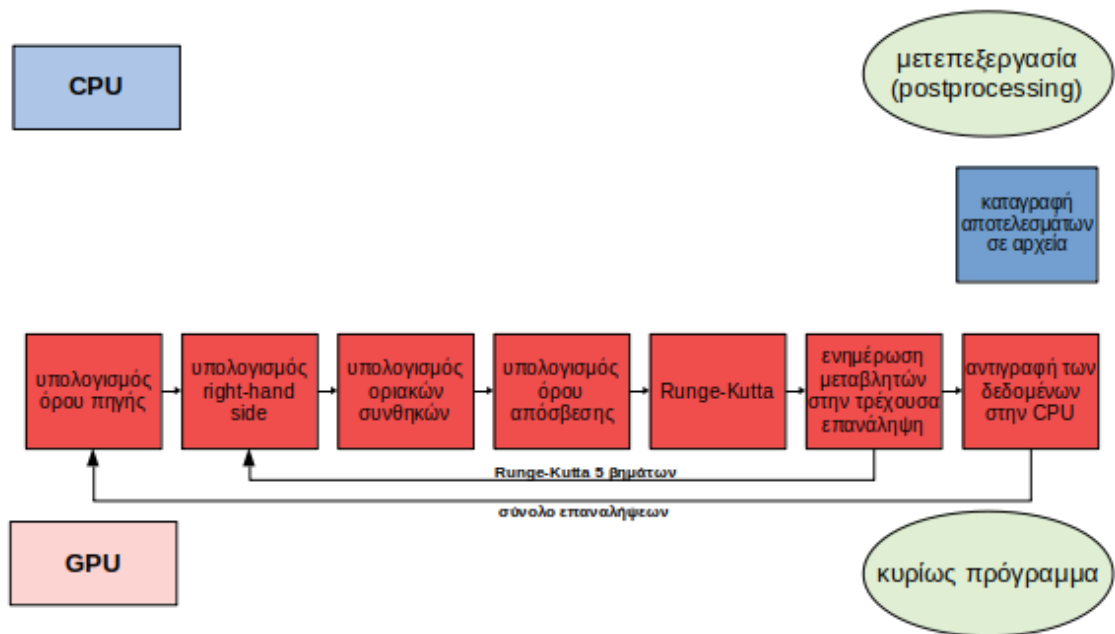 CPU
μετεπεξεργασία
(postprocessing)
καταγραφή
αποτελεσμάτων
σε αρχεία
υπολογισμός
όρου πηγής
υπολογισμός
right-hand
side
υπολογισμός
οριακών
συνθηκών
υπολογισμός
όρου
απόσβεσης
Runge-Kutta
ενημέρωση
μεταβλητών
στην τρέχουσα
επανάληψη
αντιγραφή των
δεδομένων
στην CPU
Runge-Kutta 5 βημάτων
σύνολο επαναλήψεων
GPU
κυρίως πρόγραμμα